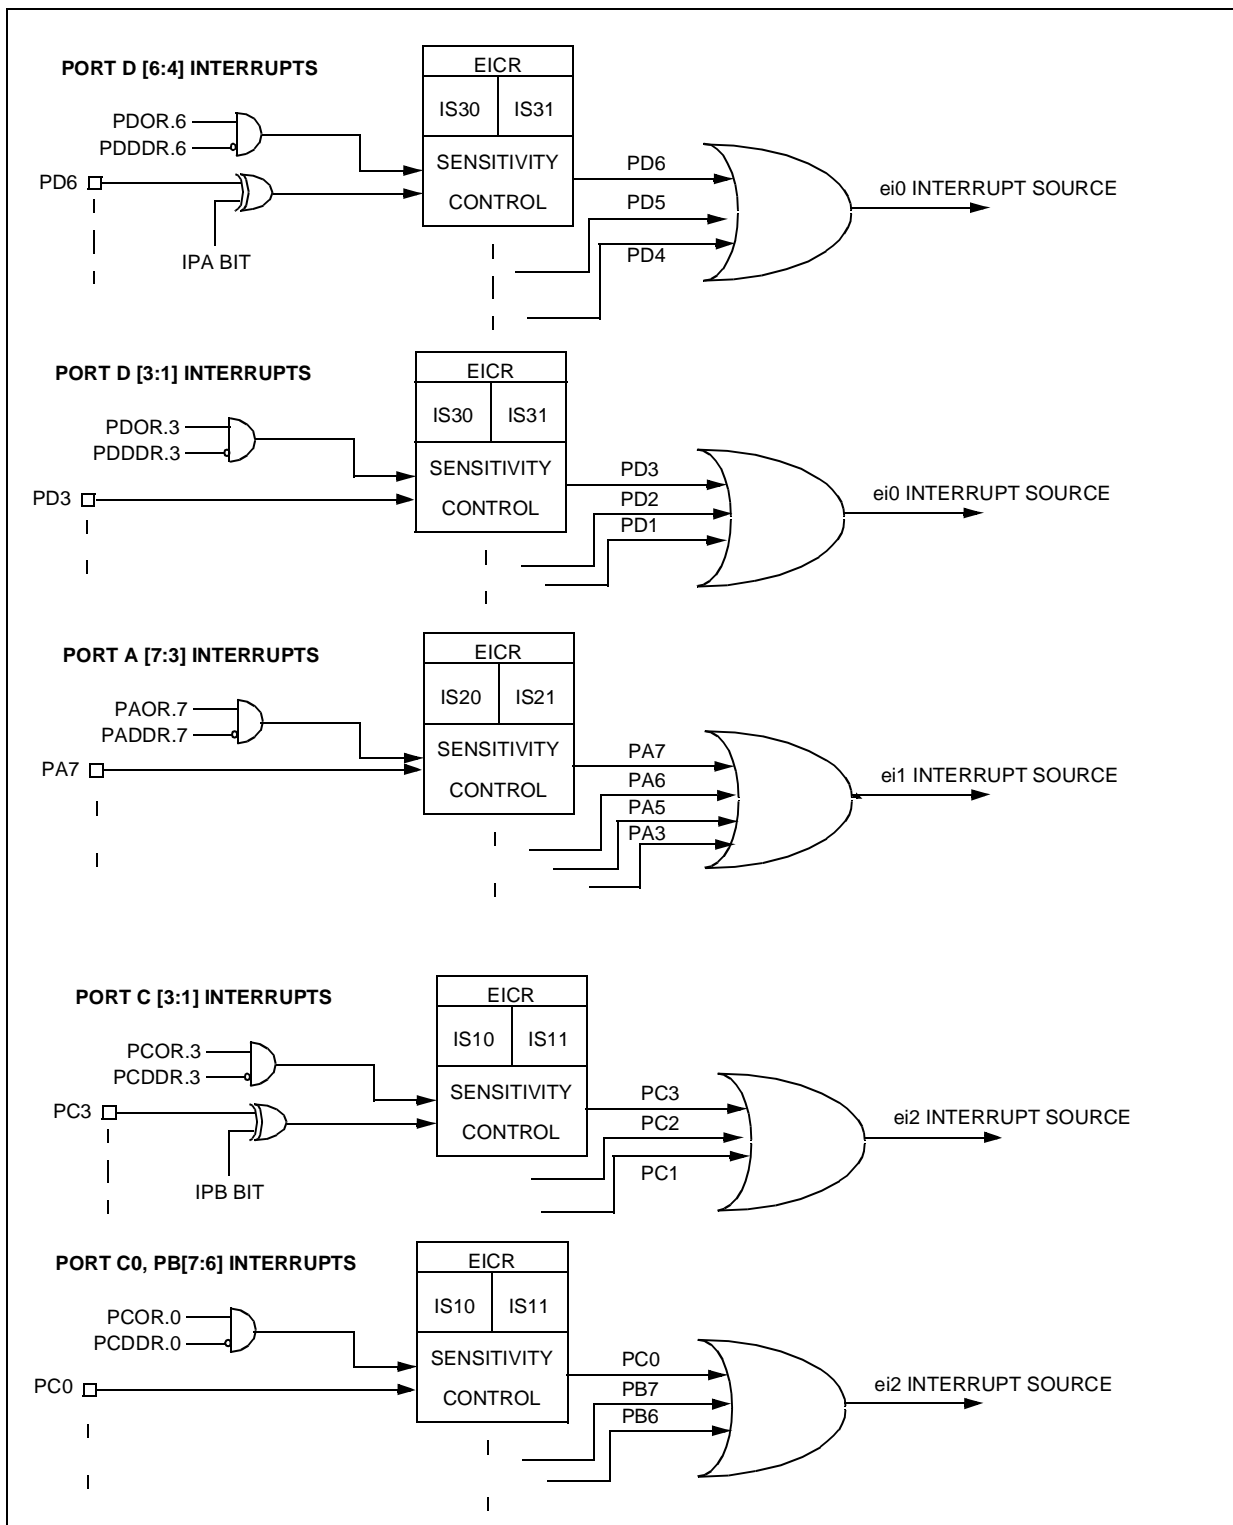 PORT D [6:4] INTERRUPTS
EICR
IS30 IS31
PDOR.6
PDDDR.6
SENSITIVITY
CONTROL
PD6
IPA BIT
PD6
PD5
PD4
ei0 INTERRUPT SOURCE
PORT D [3:1] INTERRUPTS
EICR
IS30 IS31
PDOR.3
PDDDR.3
SENSITIVITY
CONTROL
PD3
PD3
PD2
PD1
ei0 INTERRUPT SOURCE
PORT A [7:3] INTERRUPTS
EICR
IS20 IS21
PAOR.7
PADDR.7
SENSITIVITY
CONTROL
PA7
PA7
PA6
PA5
PA3
ei1 INTERRUPT SOURCE
PORT C [3:1] INTERRUPTS
EICR
IS10 IS11
PCOR.3
PCDDR.3
SENSITIVITY
CONTROL
PC3
IPB BIT
PC3
PC2
PC1
ei2 INTERRUPT SOURCE
PORT C0, PB[7:6] INTERRUPTS
EICR
IS10 IS11
PCOR.0
PCDDR.0
SENSITIVITY
CONTROL
PC0
PC0
PB7
PB6
ei2 INTERRUPT SOURCE